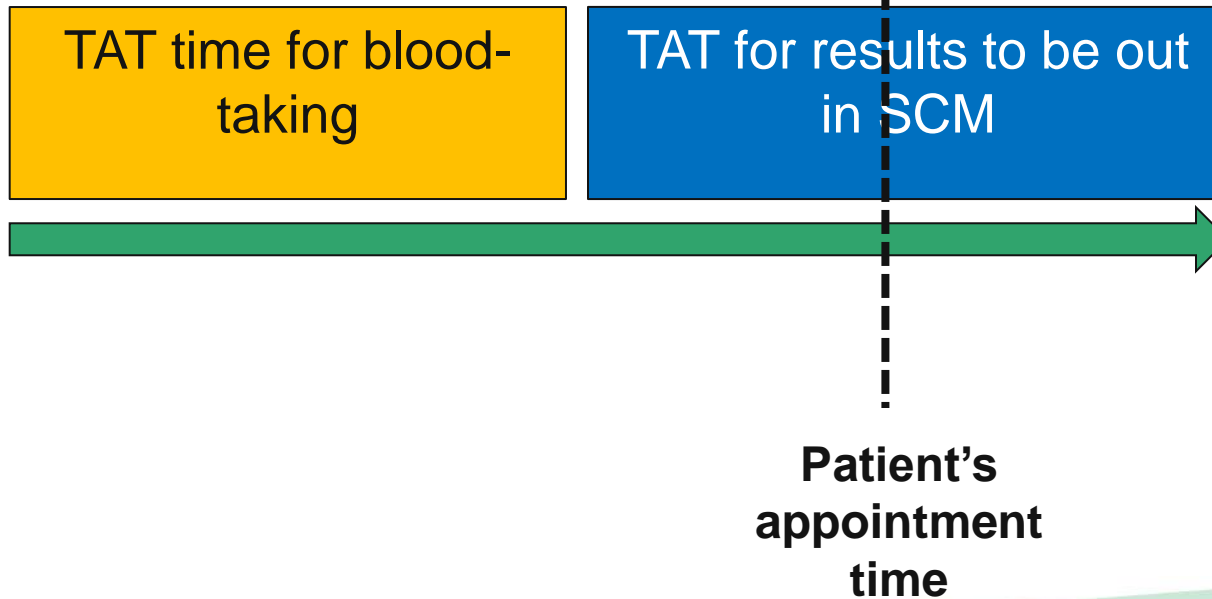 TAT time for blood-
taking
TAT for results to be out
in SCM
Patient’s
appointment
time